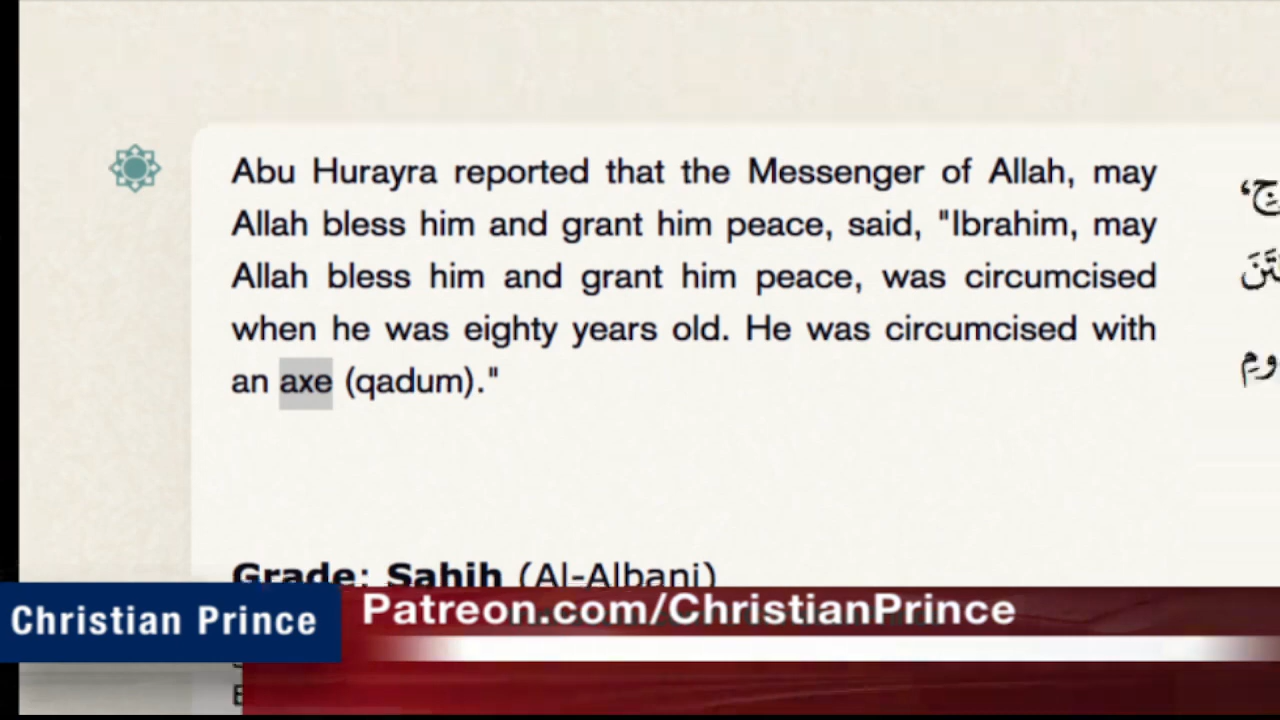 Abu Hurayra reported that the Messenger of Allah, may
Allah bless him and grant him peace, said, "Ibrahim, may
Allah bless him and grant him peace, was circumcised
when he was eighty years old. He was circumcised with
an axe (qadum)."
Grade: Sahih (Al-Albani)
Christian Prince
Patreon.com/ChristianPrince